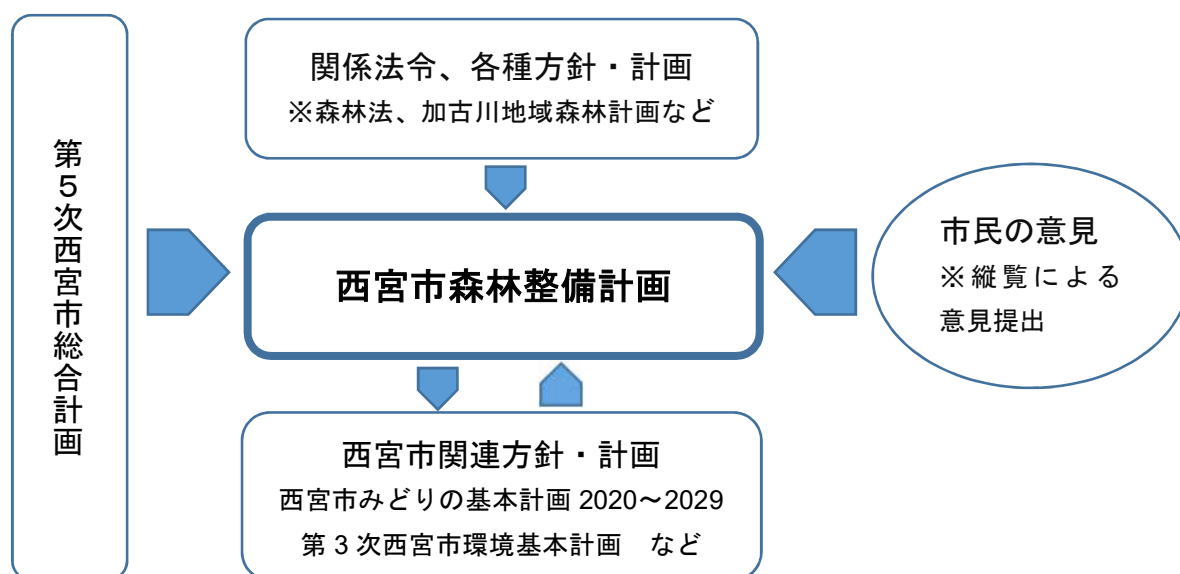 第5次西宮市総合計画
関係法令、各種方針・計画
※森林法、加古川地域森林計画など
西宮市森林整備計画
市民の意見
※縦覧による
意見提出
西宮市関連方針・計画
西宮市みどりの基本計画 2020～2029
第 3 次西宮市環境基本計画　など